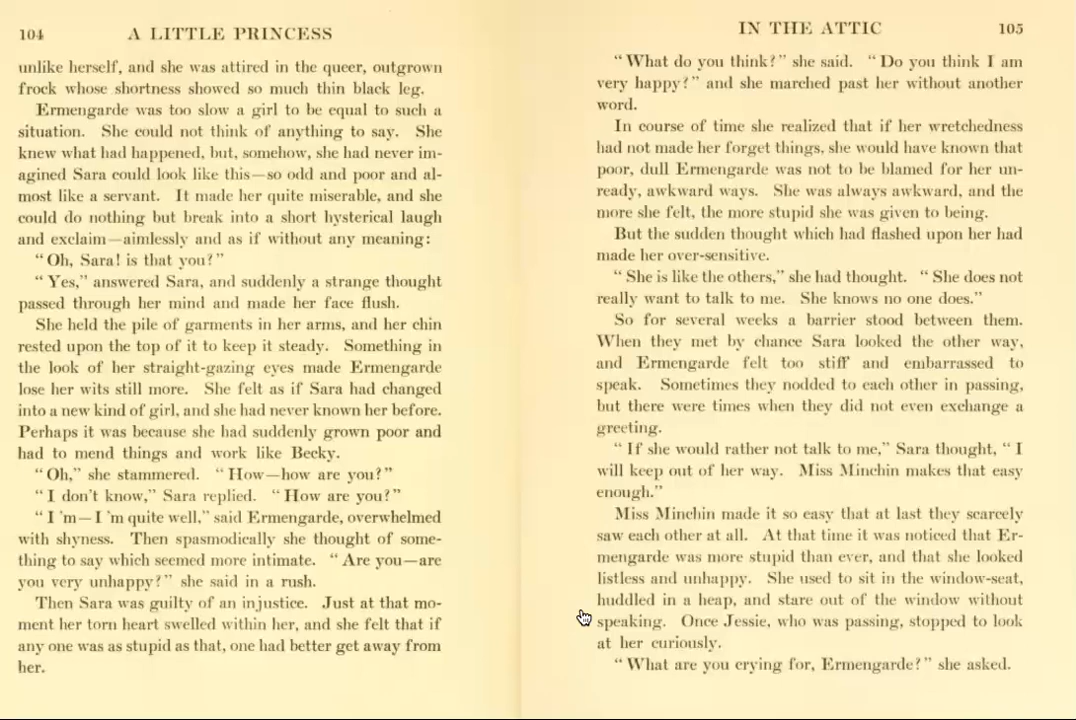 104 A LITTLE PRINCESS
unlike herself, and she was attired in the queer, outgrown
frock whose shortness showed so much thin black leg.
Ermengarde was too slow a girl to be equal to such a
situation. She could not think of anything to say. She
knew what had happened, but, somehow, she had never im-
agined Sara could look like this—so odd and poor and al-
most like a servant. It made her quite miserable, and she
could do nothing but break into a short hysterical laugh
and exclaim—aimlessly and as if without any meaning:
“Oh, Sara! is that you?”
“Yes,” answered Sara, and suddenly a strange thought
passed through her mind and made her face flush.
She held the pile of garments in her arms, and her chin
rested upon the top of it to keep it steady. Something in
the look of her straight-gazing eyes made Ermengarde
lose her wits still more. She felt as if Sara had changed
into a new kind of girl, and she had never known her before.
Perhaps it was because she had suddenly grown poor and
had to mend things and work like Becky.
“Oh,” she stammered. “How—how are you?”
“I don't know,” Sara replied. “How are you?”
“I 'm—I 'm quite well,” said Ermengarde, overwhelmed
with shyness. Then spasmodically she thought of some-
thing to say which seemed more intimate. “Are you—are
you very unhappy?” she said in a rush.
Then Sara was guilty of an injustice. Just at that mo-
ment her torn heart swelled within her, and she felt that if
any one was as stupid as that, one had better get away from
her.
IN THE ATTIC 105
“What do you think?” she said. “Do you think I am
very happy?” and she marched past her without another
word.
In course of time she realized that if her wretchedness
had not made her forget things, she would have known that
poor, dull Ermengarde was not to be blamed for her un-
ready, awkward ways. She was always awkward, and the
more she felt, the more stupid she was given to being.
But the sudden thought which had flashed upon her had
made her over-sensitive.
“She is like the others,” she had thought. “She does not
really want to talk to me. She knows no one does.”
So for several weeks a barrier stood between them.
When they met by chance Sara looked the other way,
and Ermengarde felt too stiff and embarrassed to
speak. Sometimes they nodded to each other in passing,
but there were times when they did not even exchange a
greeting.
“If she would rather not talk to me,” Sara thought, “I
will keep out of her way. Miss Minchin makes that easy
enough.”
Miss Minchin made it so easy that at last they scarcely
saw each other at all. At that time it was noticed that Er-
mengarde was more stupid than ever, and that she looked
listless and unhappy. She used to sit in the window-seat,
huddled in a heap, and stare out of the window without
speaking. Once Jessie, who was passing, stopped to look
at her curiously.
“What are you crying for, Ermengarde?” she asked.